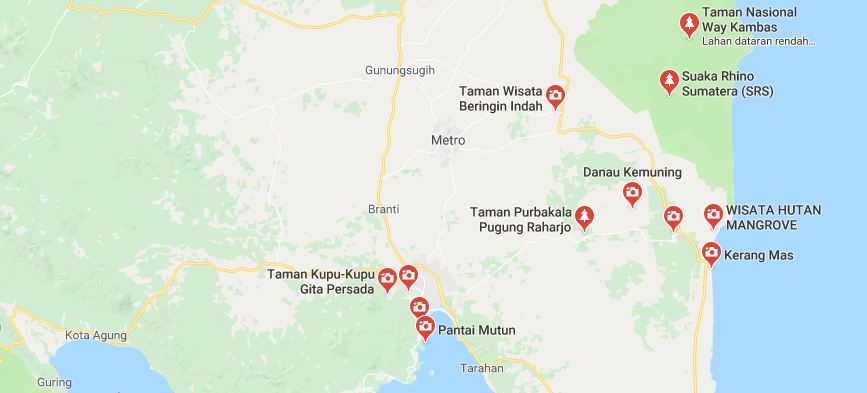 Taman Nasional
Way Kambas
Lahan dataran rendah...
Gunungsugih
Suaka Rhino
Sumatera (SRS)
Taman Wisata
Beringin Indah
Metro
Danau Kemuning
Branti
Taman Purbakala
Pugung Raharjo
WISATA HUTAN
MANGROVE
Kerang Mas
Taman Kupu-Kupu
Gita Persada
Pantai Mutun
Kota Agung
Tarahan
Guring